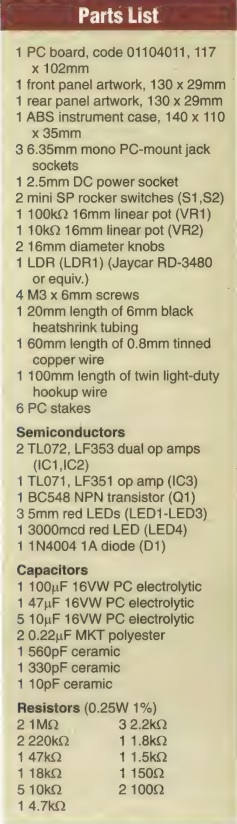 Parts List
1 PC board, code 01104011, 117
x 102mm
1 front panel artwork, 130 x 29mm
1 rear panel artwork, 130 x 29mm
1 ABS instrument case, 140 x 110
x 35mm
3 6.35mm mono PC-mount jack
sockets
1 2.5mm DC power socket
2 mini SP rocker switches (S1,S2)
1 100kΩ 16mm linear pot (VR1)
1 10kΩ 16mm linear pot (VR2)
2 16mm diameter knobs
1 LDR (LDR1) (Jaycar RD-3480
or equiv.)
4 M3 x 6mm screws
1 20mm length of 6mm black
heatshrink tubing
1 60mm length of 0.8mm tinned
copper wire
1 100mm length of twin light-duty
hookup wire
6 PC stakes
Semiconductors
2 TL072, LF353 dual op amps
(IC1,IC2)
1 TL071, LF351 op amp (IC3)
1 BC548 NPN transistor (Q1)
3 5mm red LEDs (LED1-LED3)
1 3000mcd red LED (LED4)
1 1N4004 1A diode (D1)
Capacitors
1 100μF 16VW PC electrolytic
1 47μF 16VW PC electrolytic
5 10μF 16VW PC electrolytic
2 0.22μF MKT polyester
1 560pF ceramic
1 330pF ceramic
1 10pF ceramic
Resistors (0.25W 1%)
2 1MΩ 3 2.2kΩ
2 220kΩ 1 1.8kΩ
1 47kΩ 1 1.5kΩ
1 18kΩ 1 150Ω
5 10kΩ 2 100Ω
1 4.7kΩ